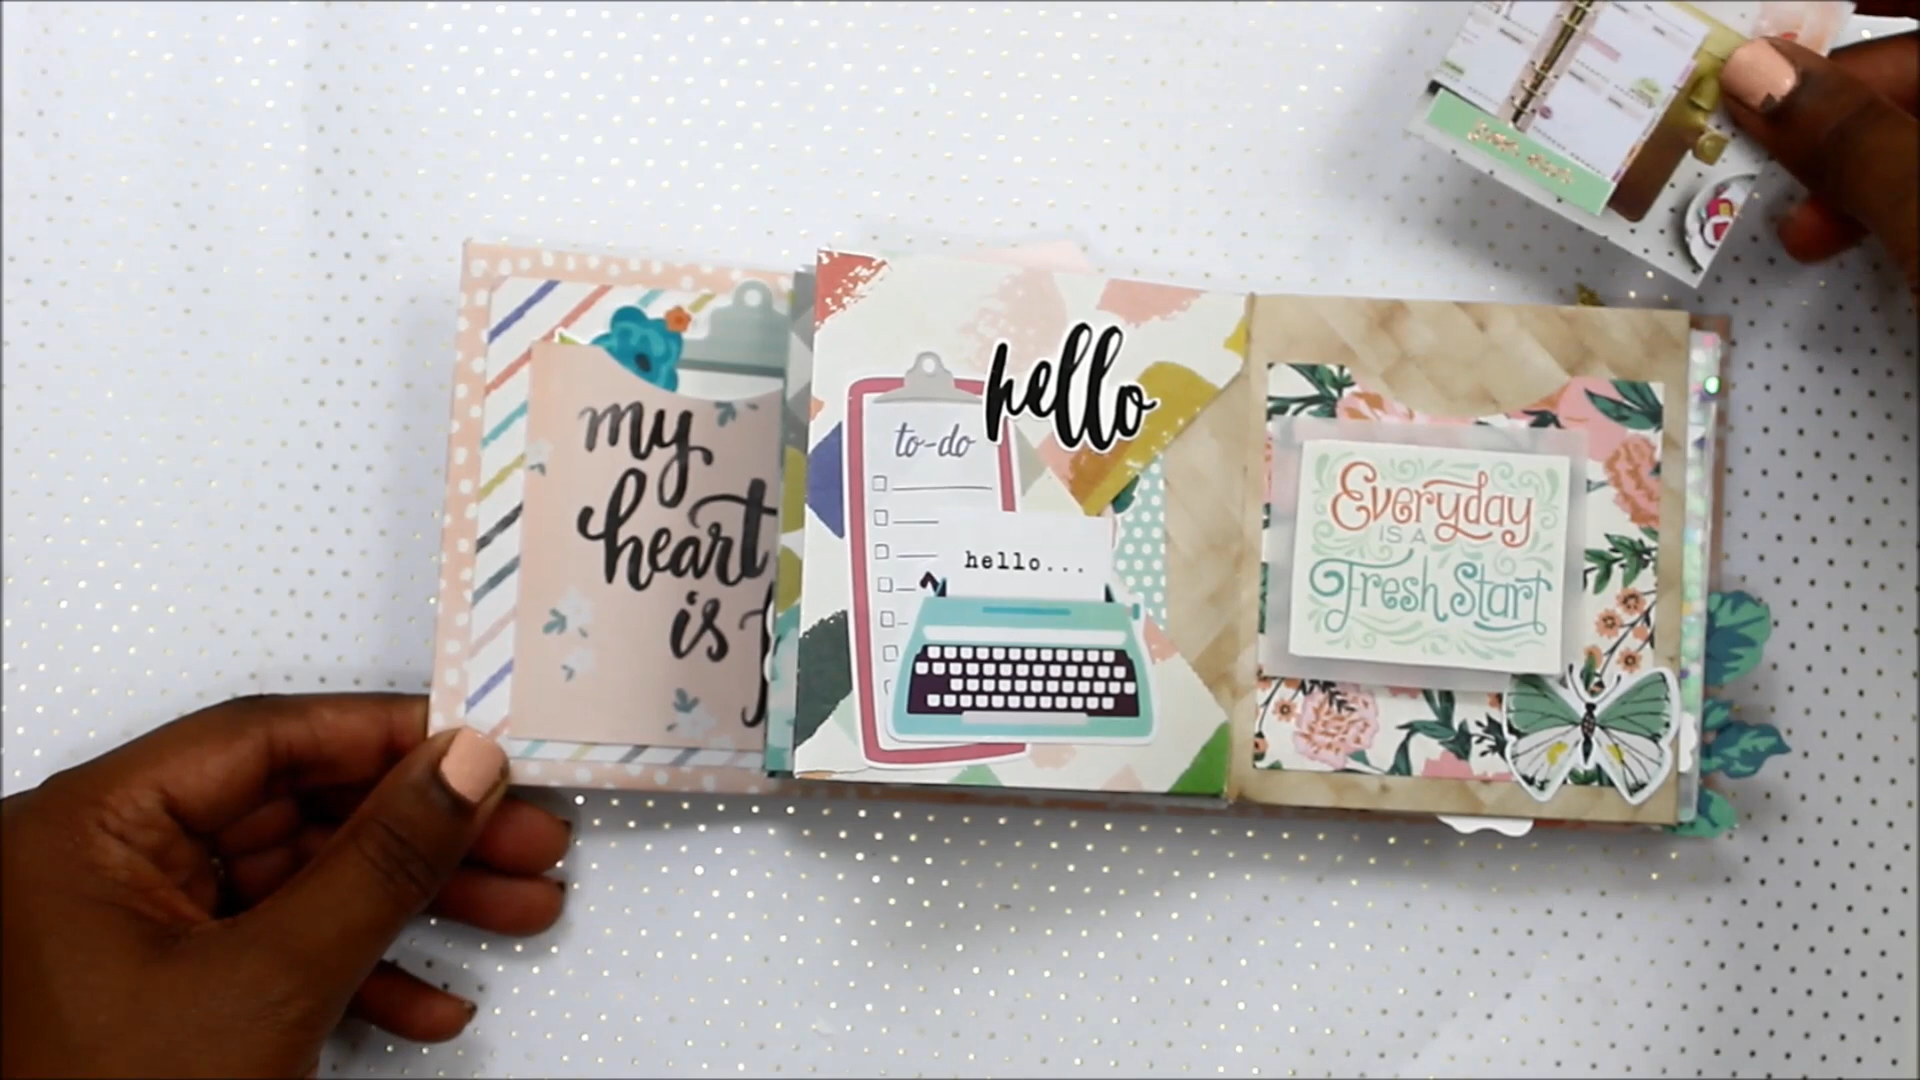 my
heart
is
hello
to-do
hello...
Everyday
IS A
Fresh Start